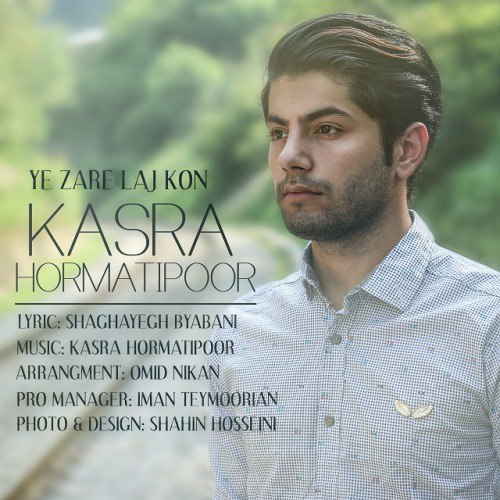 YE ZARE LAJ KON
KASRA
HORMATIPOOR
LYRIC: SHAGHAYEGH BYABANI
MUSIC: KASRA HORMATIPOOR
ARRANGMENT: OMID NIKAN
PRO MANAGER: IMAN TEYMOORIAN
PHOTO & DESIGN: SHAHIN HOSSEINI